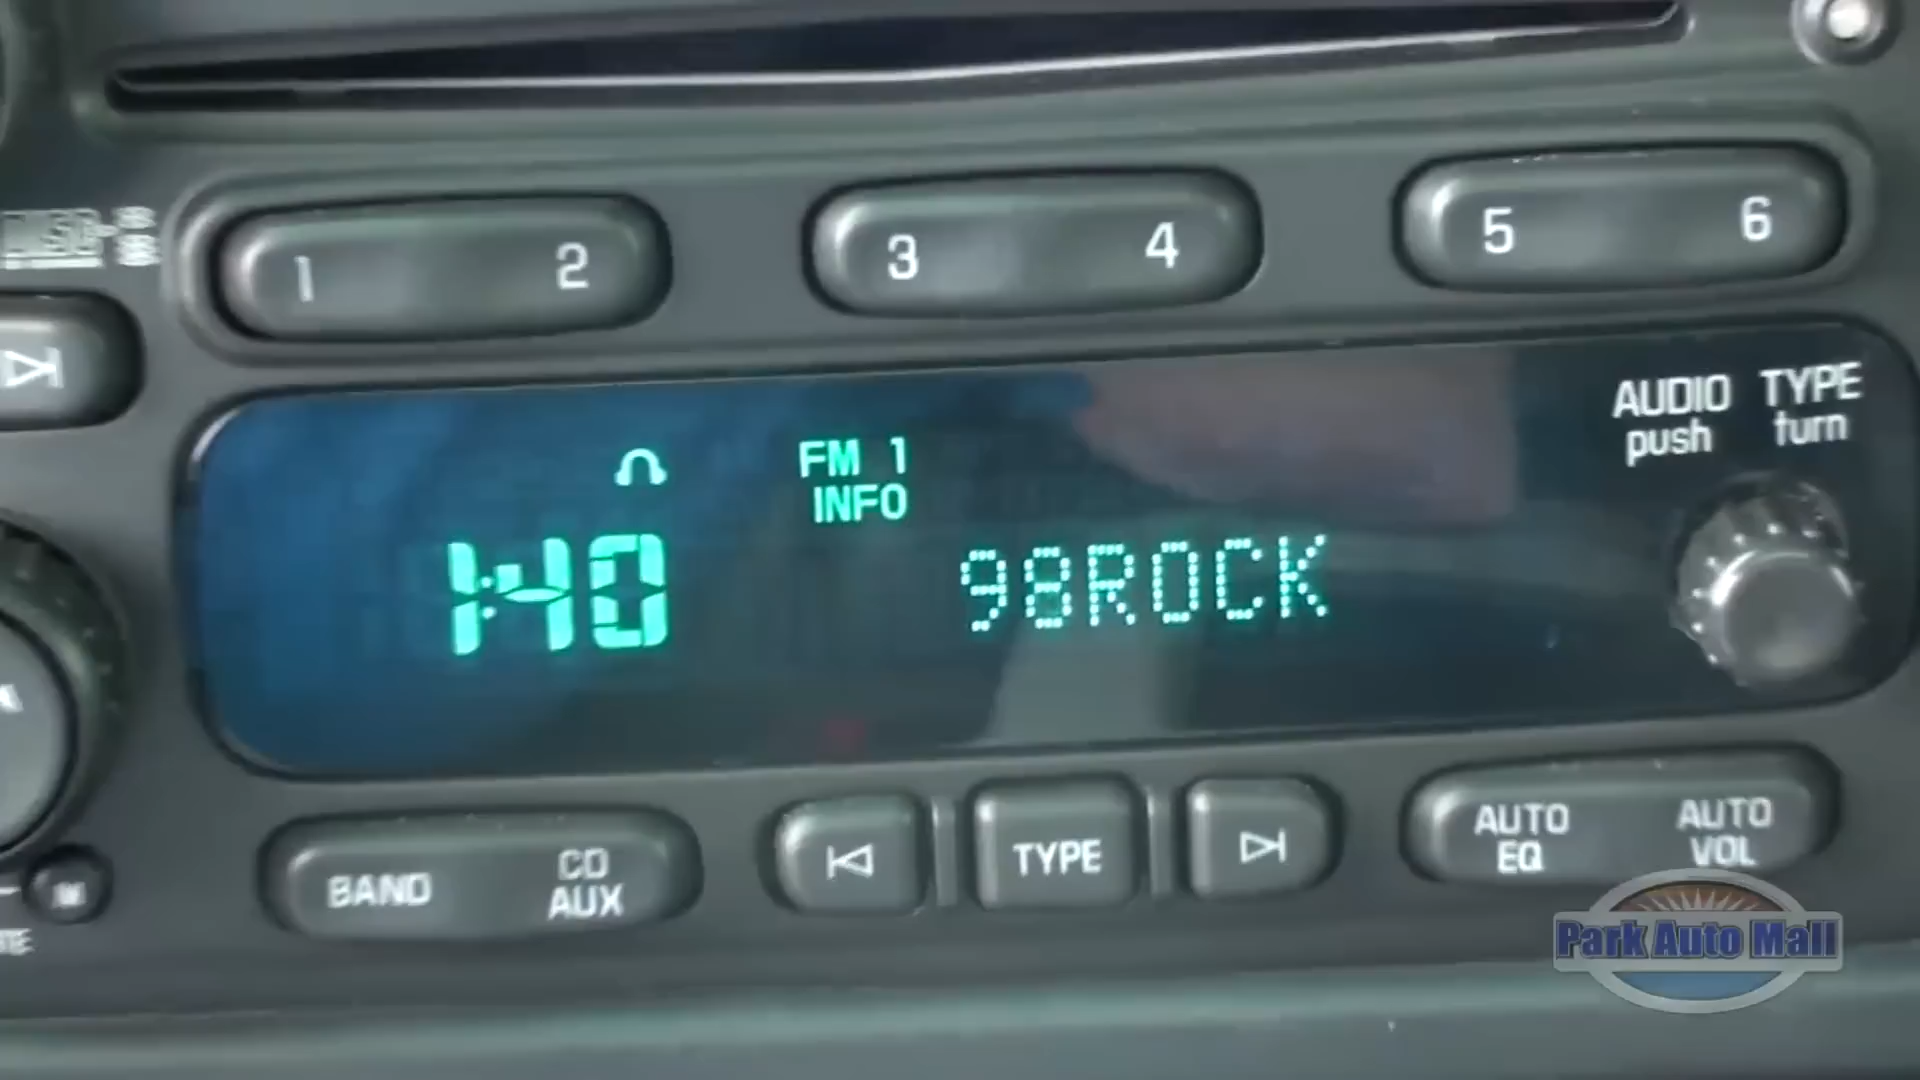 1 2 3 4 5 6
AUDIO push
TYPE turn
FM 1
INFO
1:40 98ROCK
BAND
CD
AUX
TYPE
AUTO
EQ
AUTO
VOL
Park Auto Mall